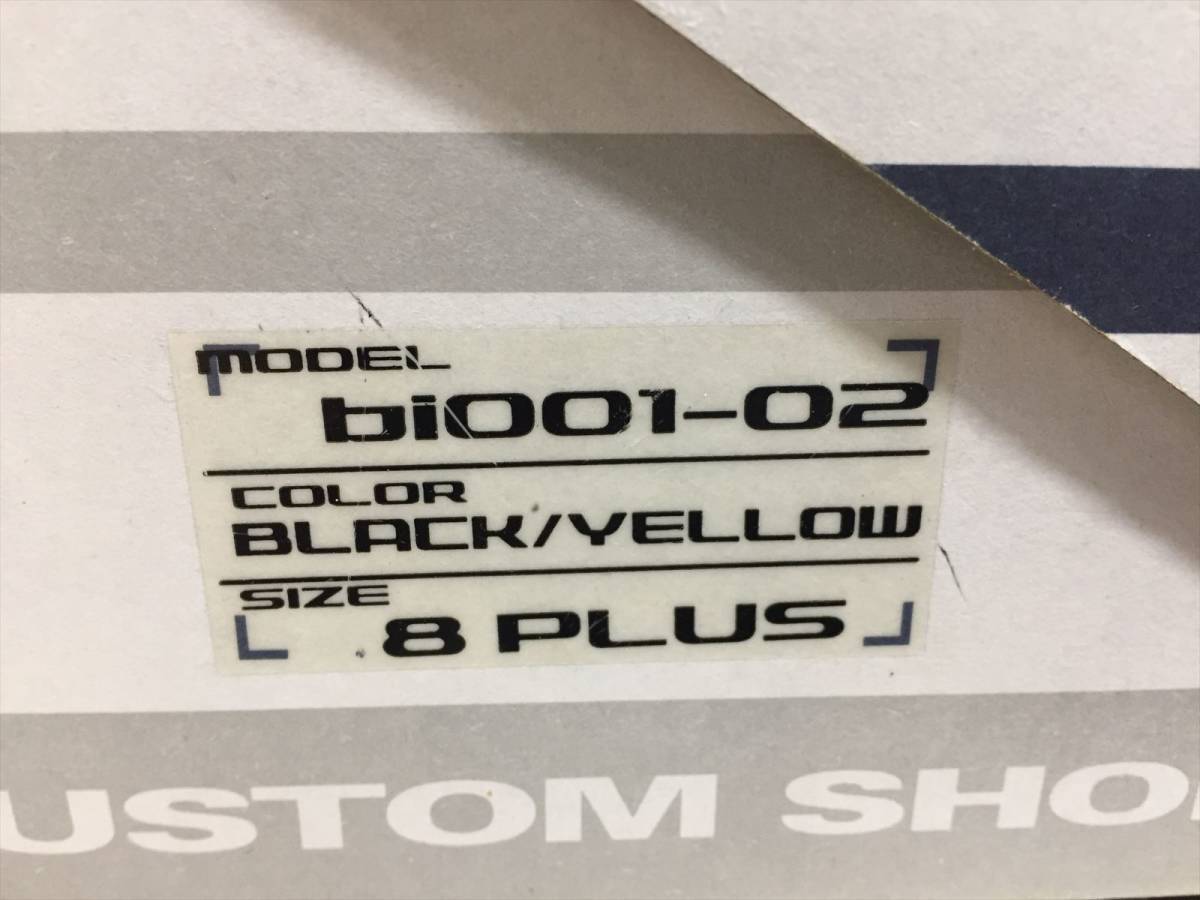 MODEL
bi001-02
COLOR
BLACK/YELLOW
SIZE
8 PLUS
USTOM SHO